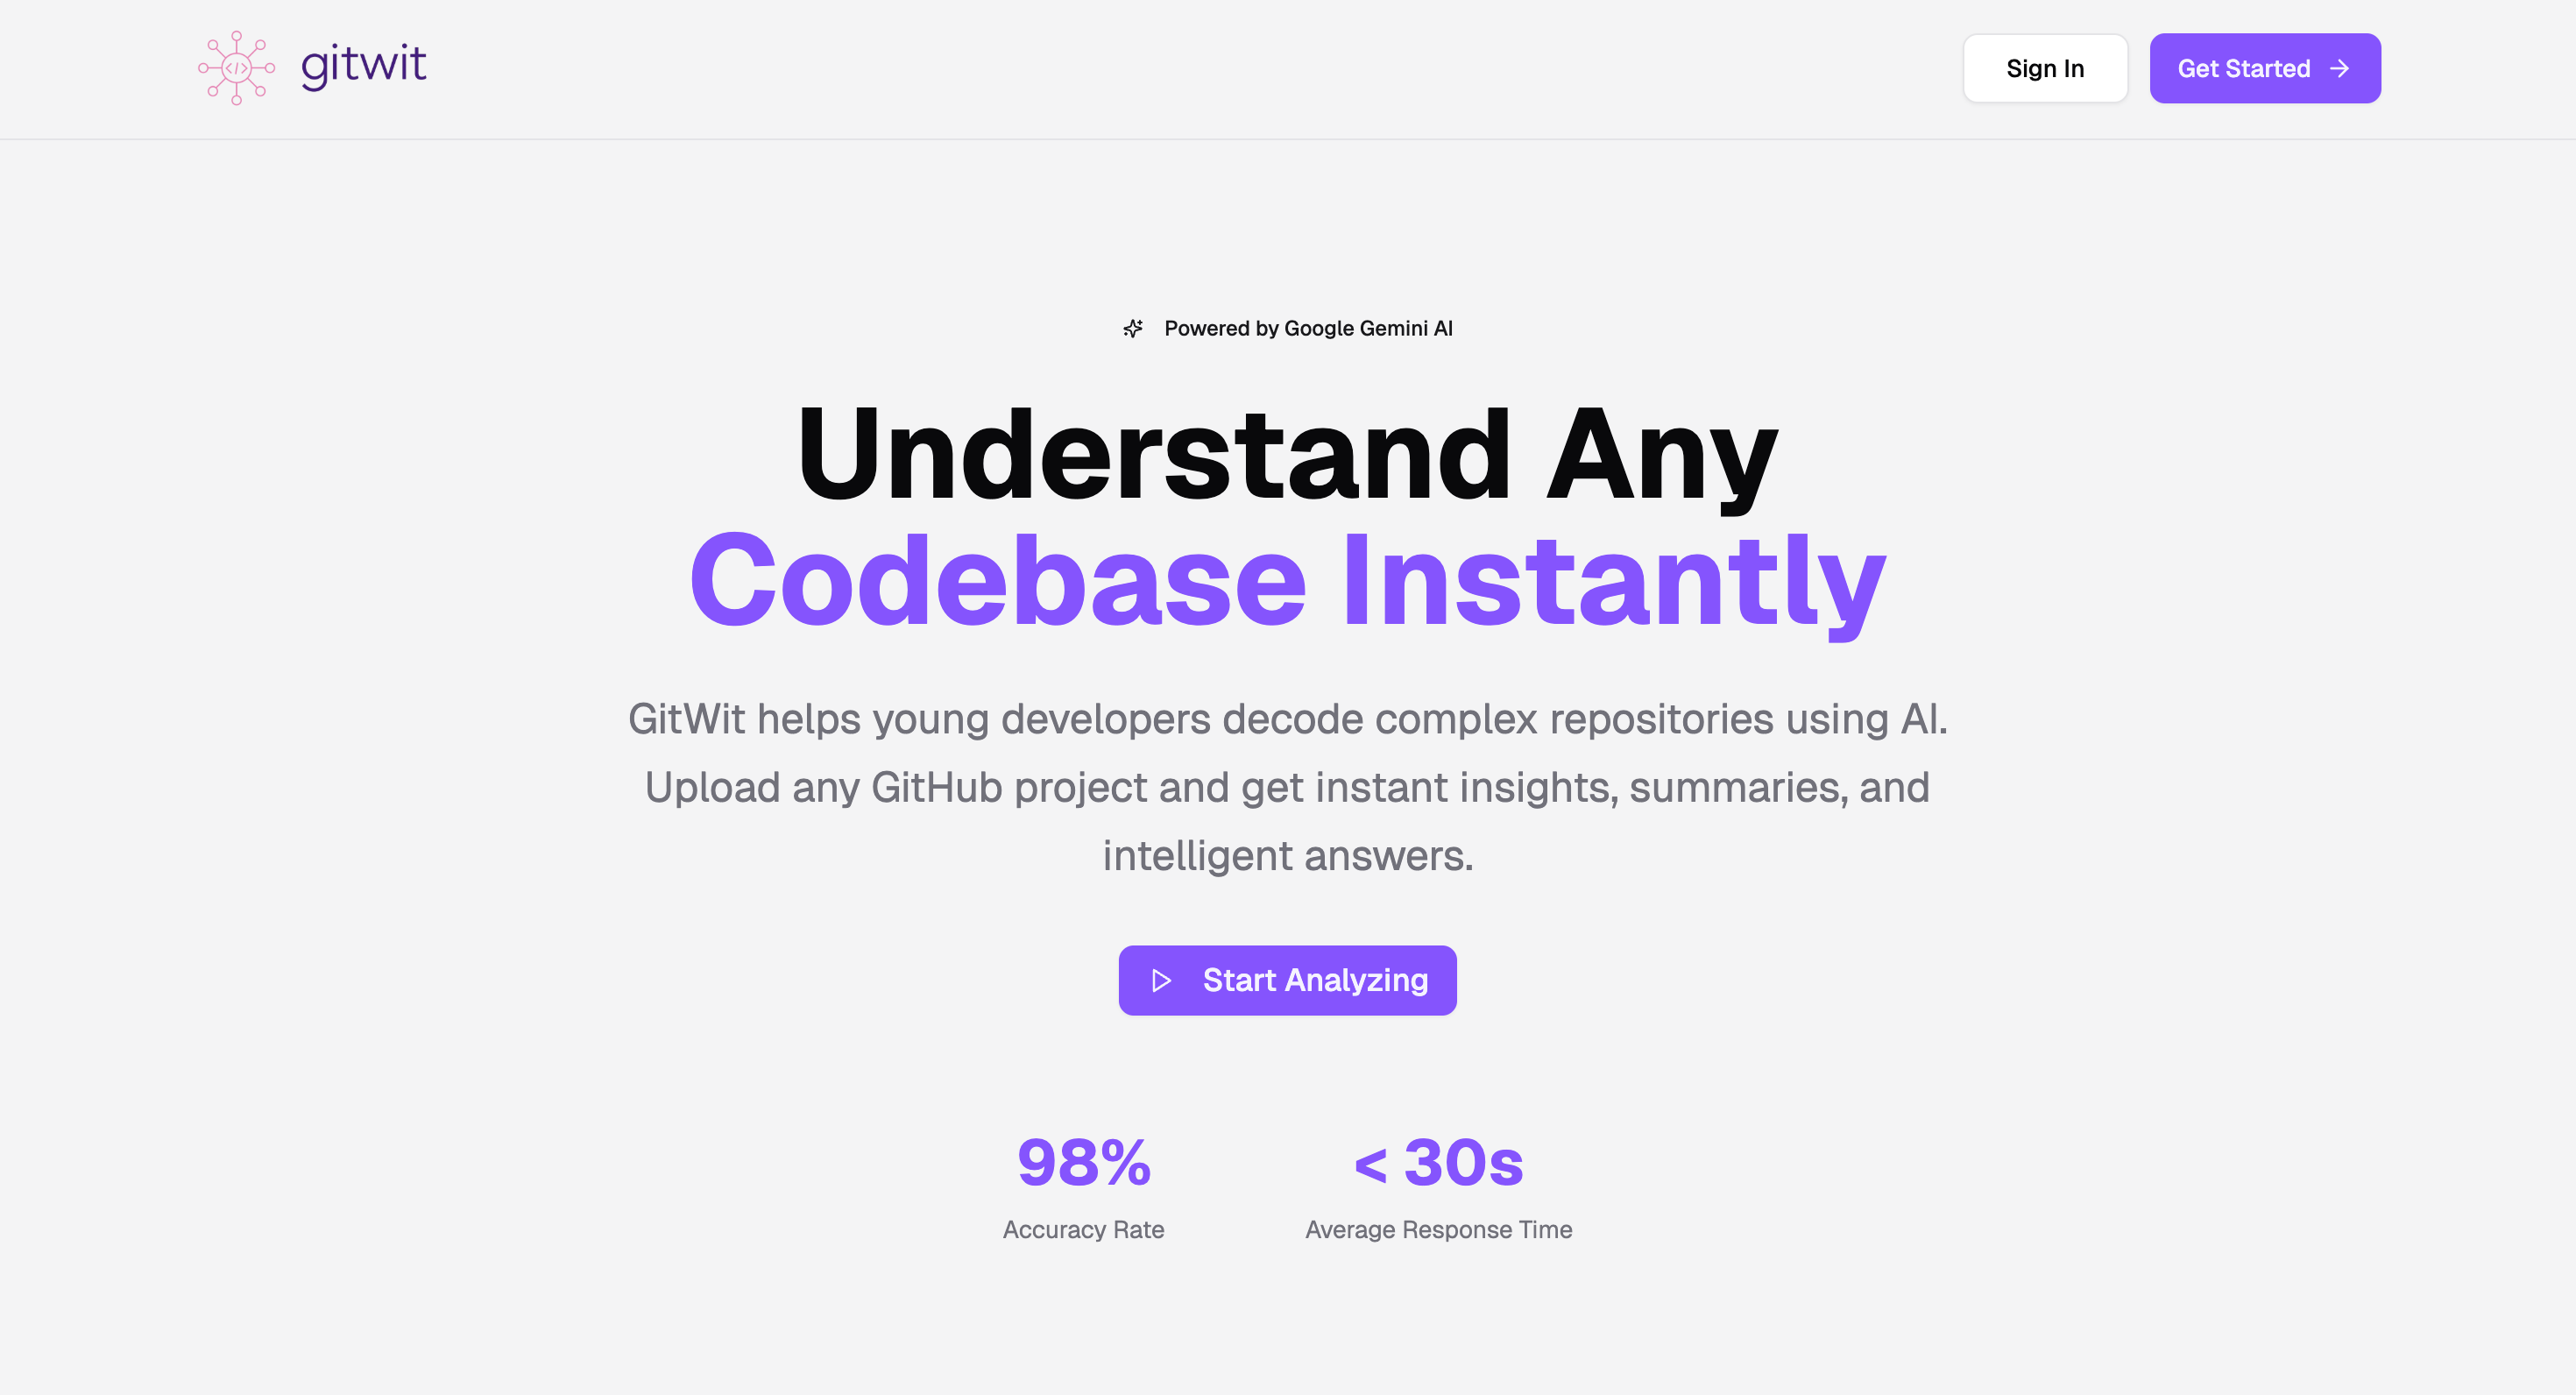 gitwit
Sign In
Get Started
Powered by Google Gemini AI
Understand Any
Codebase Instantly
GitWit helps young developers decode complex repositories using AI.
Upload any GitHub project and get instant insights, summaries, and
intelligent answers.
Start Analyzing
98%
Accuracy Rate
< 30s
Average Response Time